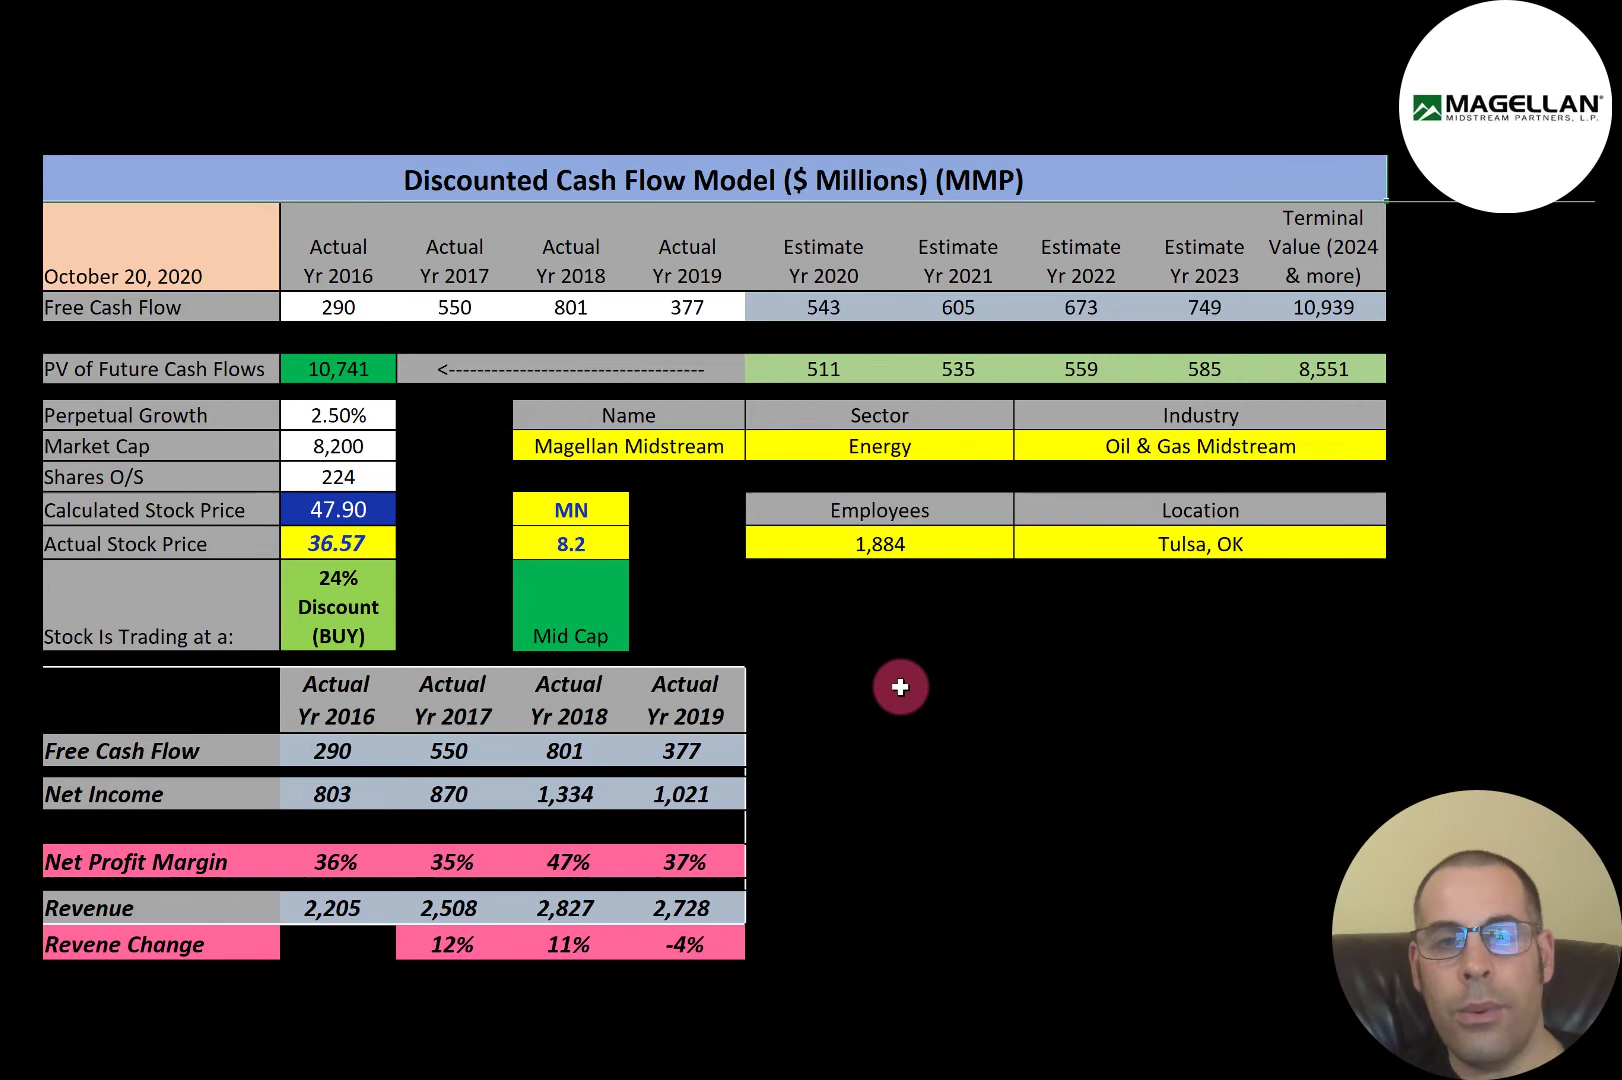 MAGELLAN®
MIDSTREAM PARTNERS, L.P.
Discounted Cash Flow Model ($ Millions) (MMP)
October 20, 2020 Actual Yr 2016 Actual Yr 2017 Actual Yr 2018 Actual Yr 2019 Estimate Yr 2020 Estimate Yr 2021 Estimate Yr 2022 Estimate Yr 2023 Terminal Value (2024 & more)
Free Cash Flow 290 550 801 377 543 605 673 749 10,939
PV of Future Cash Flows 10,741 <----------------------------------- 511 535 559 585 8,551
Perpetual Growth 2.50% Name Sector Industry
Market Cap 8,200 Magellan Midstream Energy Oil & Gas Midstream
Shares O/S 224
Calculated Stock Price 47.90 MN Employees Location
Actual Stock Price 36.57 8.2 1,884 Tulsa, OK
Stock Is Trading at a: 24% Discount (BUY) Mid Cap
Actual Yr 2016 Actual Yr 2017 Actual Yr 2018 Actual Yr 2019
Free Cash Flow 290 550 801 377
Net Income 803 870 1,334 1,021
Net Profit Margin 36% 35% 47% 37%
Revenue 2,205 2,508 2,827 2,728
Revene Change 12% 11% -4%